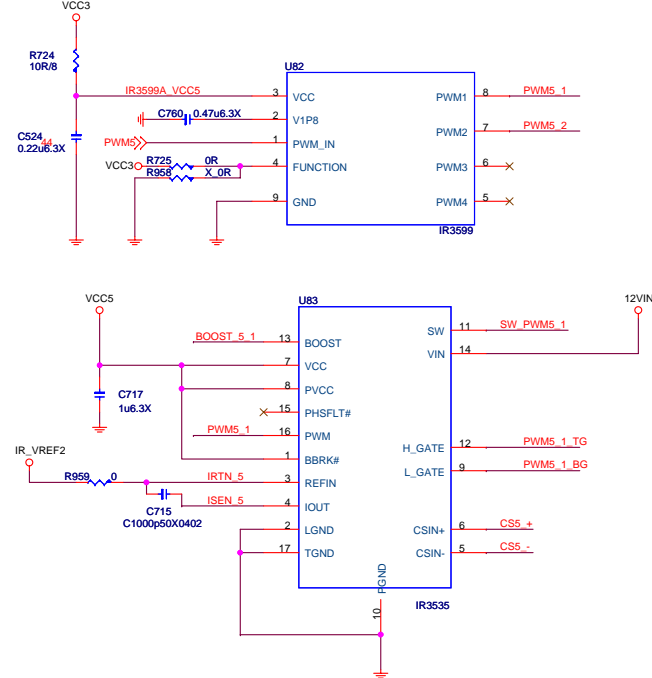 VCC3
R724
10R/8
U82
IR3599A_VCC5
3
VCC
PWM1
8
PWM5_1
C760
0.47u6.3X
2
V1P8
C524
44
0.22u6.3X
PWM5
1
PWM_IN
PWM2
7
PWM5_2
VCC3
R725
0R
4
FUNCTION
PWM3
6
R958
X_0R
9
GND
PWM4
5
IR3599
VCC5
U83
12VIN
BOOST_5_1
13
BOOST
SW
11
SW_PWM5_1
7
VCC
VIN
14
C717
1u6.3X
8
PVCC
15
PHSFLT#
PWM5_1
16
PWM
H_GATE
12
PWM5_1_TG
IR_VREF2
1
BBRK#
L_GATE
9
PWM5_1_BG
R959
0
IRTN_5
3
REFIN
ISEN_5
4
IOUT
C715
C1000p50X0402
2
LGND
CSIN+
6
CS5_+
17
TGND
CSIN-
5
CS5_-
PGND
10
IR3535